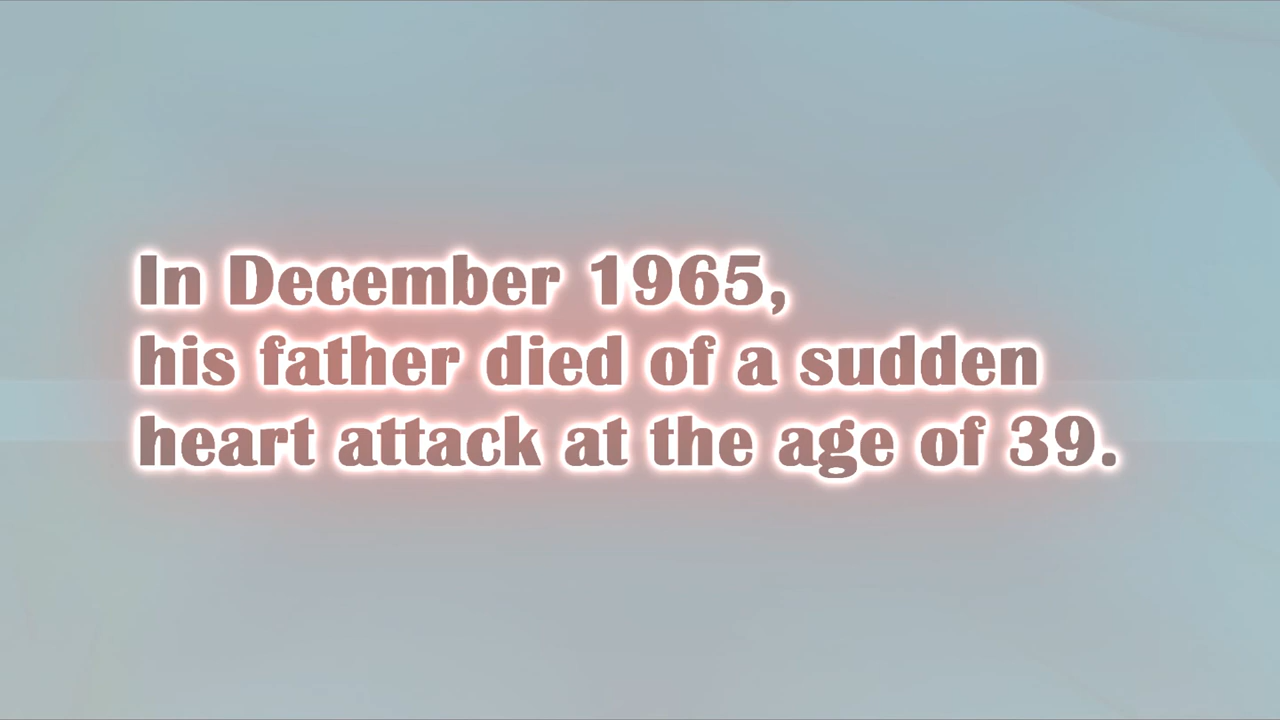 In December 1965,
his father died of a sudden
heart attack at the age of 39.